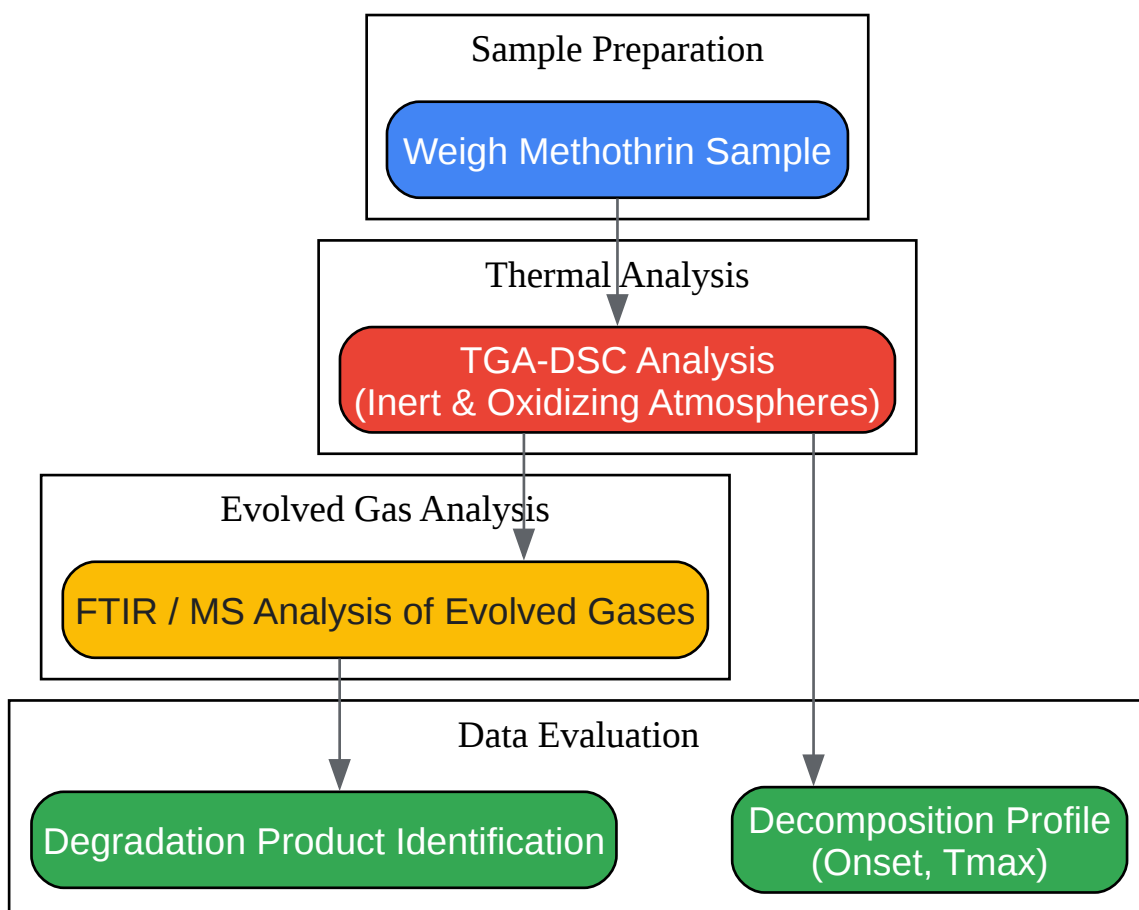 Sample Preparation
Weigh Methothrin Sample
Thermal Analysis
TGA-DSC Analysis
(Inert & Oxidizing Atmospheres)
Evolved Gas Analysis
FTIR / MS Analysis of Evolved Gases
Data Evaluation
Degradation Product Identification
Decomposition Profile
(Onset, Tmax)